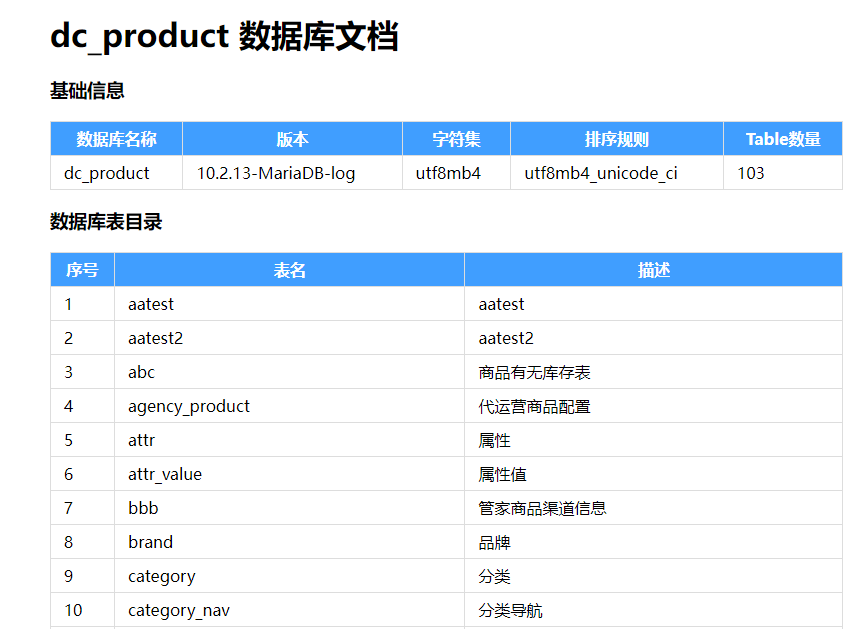 dc_product 数据库文档
基础信息
数据库名称 版本 字符集 排序规则 Table数量
dc_product 10.2.13-MariaDB-log utf8mb4 utf8mb4_unicode_ci 103
数据库表目录
序号 表名 描述
1 aatest aatest
2 aatest2 aatest2
3 abc 商品有无库存表
4 agency_product 代运营商品配置
5 attr 属性
6 attr_value 属性值
7 bbb 管家商品渠道信息
8 brand 品牌
9 category 分类
10 category_nav 分类导航